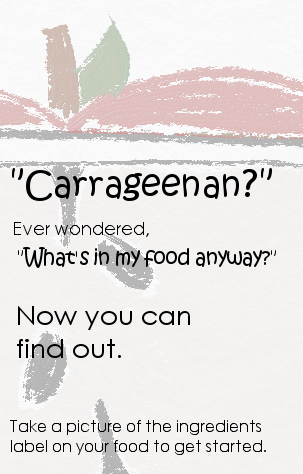 "Carrageenan?"
Ever wondered,
"What's in my food anyway?"
Now you can
find out.
Take a picture of the ingredients
label on your food to get started.